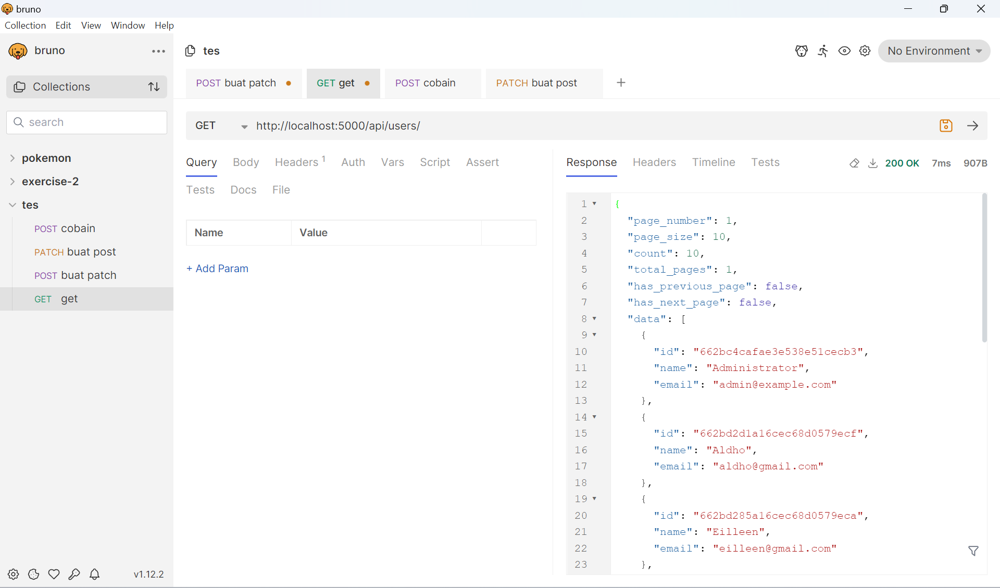 bruno
Collection Edit View Window Help
bruno
Collections
search
pokemon
exercise-2
tes
POST cobain
PATCH buat post
POST buat patch
GET get
v1.12.2
tes
No Environment
POST buat patch
GET get
POST cobain
PATCH buat post
+
GET http://localhost:5000/api/users/
Query Body Headers 1 Auth Vars Script Assert
Tests Docs File
Name Value
+ Add Param
Response Headers Timeline Tests 200 OK 7ms 907B
1 {
2 "page_number": 1,
3 "page_size": 10,
4 "count": 10,
5 "total_pages": 1,
6 "has_previous_page": false,
7 "has_next_page": false,
8 "data": [
9 {
10 "id": "662bc4cafae3e538e51cecb3",
11 "name": "Administrator",
12 "email": "admin@example.com"
13 },
14 {
15 "id": "662bd2d1a16cec68d0579ecf",
16 "name": "Aldho",
17 "email": "aldho@gmail.com"
18 },
19 {
20 "id": "662bd285a16cec68d0579eca",
21 "name": "Eilleen",
22 "email": "eilleen@gmail.com"
23 },